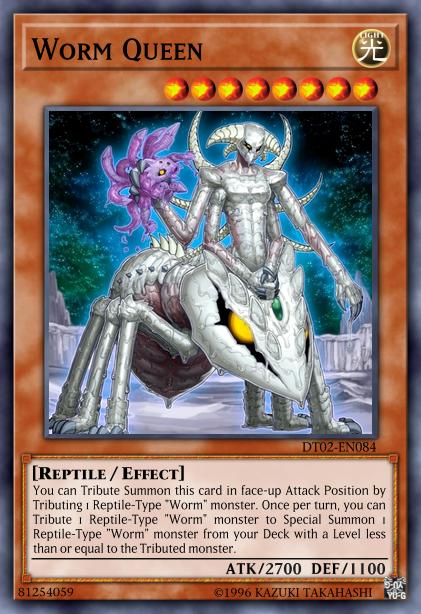 WORM QUEEN
LIGHT
光
DT02-EN084
[REPTILE / EFFECT]
You can Tribute Summon this card in face-up Attack Position by
Tributing 1 Reptile-Type "Worm" monster. Once per turn, you can
Tribute 1 Reptile-Type "Worm" monster to Special Summon 1
Reptile-Type "Worm" monster from your Deck with a Level less
than or equal to the Tributed monster.
ATK/2700 DEF/1100
81254059
©1996 KAZUKI TAKAHASHI